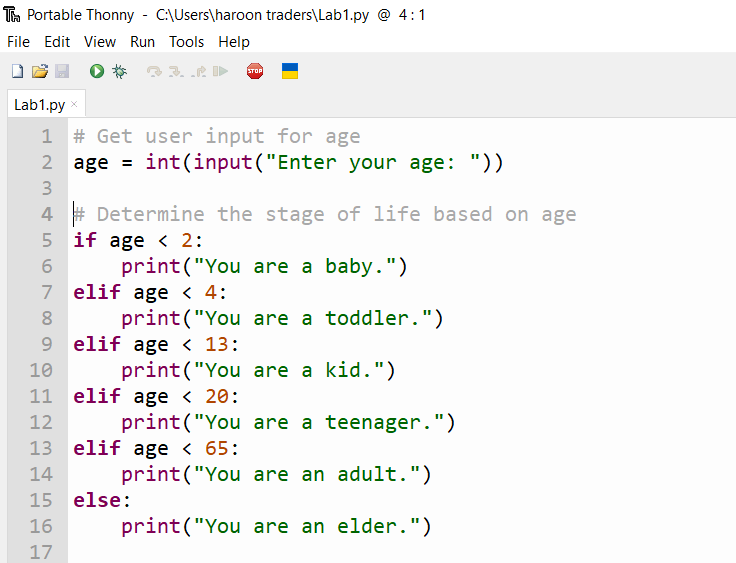 Portable Thonny - C:\Users\haroon traders\Lab1.py @ 4 : 1
File Edit View Run Tools Help
STOP
Lab1.py ×
1 # Get user input for age
2 age = int(input("Enter your age: "))
3
4 # Determine the stage of life based on age
5 if age < 2:
6     print("You are a baby.")
7 elif age < 4:
8     print("You are a toddler.")
9 elif age < 13:
10     print("You are a kid.")
11 elif age < 20:
12     print("You are a teenager.")
13 elif age < 65:
14     print("You are an adult.")
15 else:
16     print("You are an elder.")
17